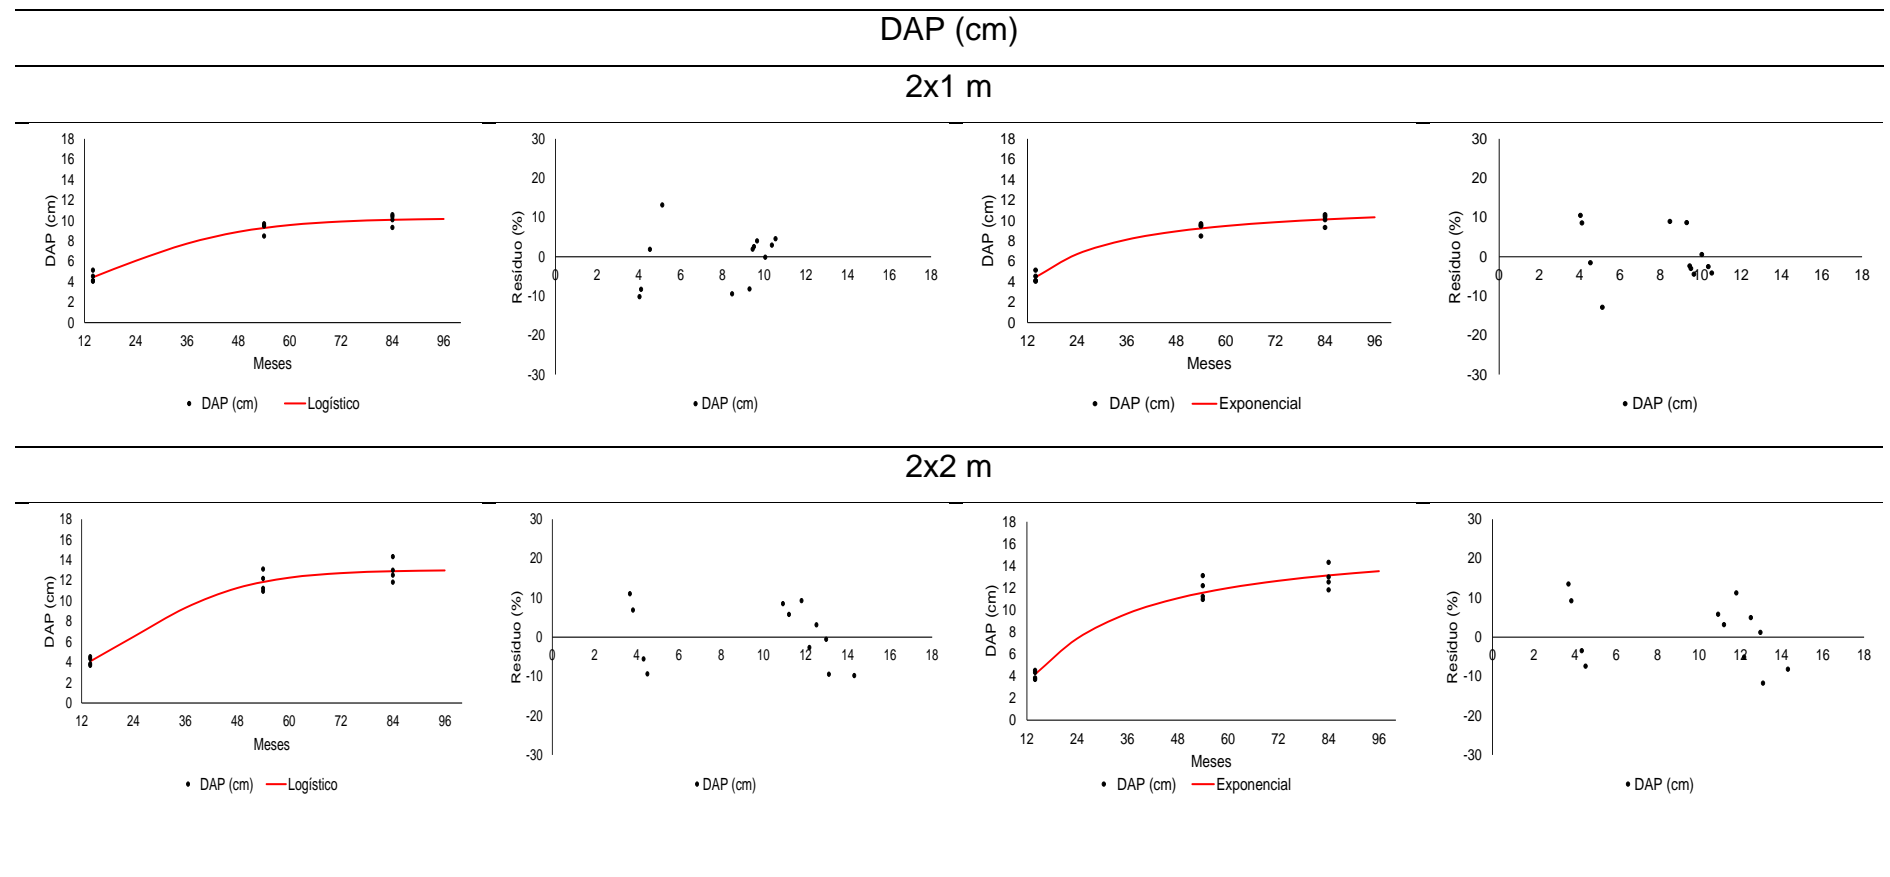 DAP (cm)
2x1 m
18
16
14
12
10
8
6
4
2
0
DAP (cm)
12 24 36 48 60 72 84 96
Meses
DAP (cm) Logístico
30
20
10
0
-10
-20
-30
Resíduo (%)
0 2 4 6 8 10 12 14 16 18
DAP (cm)
18
16
14
12
10
8
6
4
2
0
DAP (cm)
12 24 36 48 60 72 84 96
Meses
DAP (cm) Exponencial
30
20
10
0
-10
-20
-30
Resíduo (%)
0 2 4 6 8 10 12 14 16 18
DAP (cm)
2x2 m
18
16
14
12
10
8
6
4
2
0
DAP (cm)
12 24 36 48 60 72 84 96
Meses
DAP (cm) Logístico
30
20
10
0
-10
-20
-30
Resíduo (%)
0 2 4 6 8 10 12 14 16 18
DAP (cm)
18
16
14
12
10
8
6
4
2
0
DAP (cm)
12 24 36 48 60 72 84 96
Meses
DAP (cm) Exponencial
30
20
10
0
-10
-20
-30
Resíduo (%)
0 2 4 6 8 10 12 14 16 18
DAP (cm)